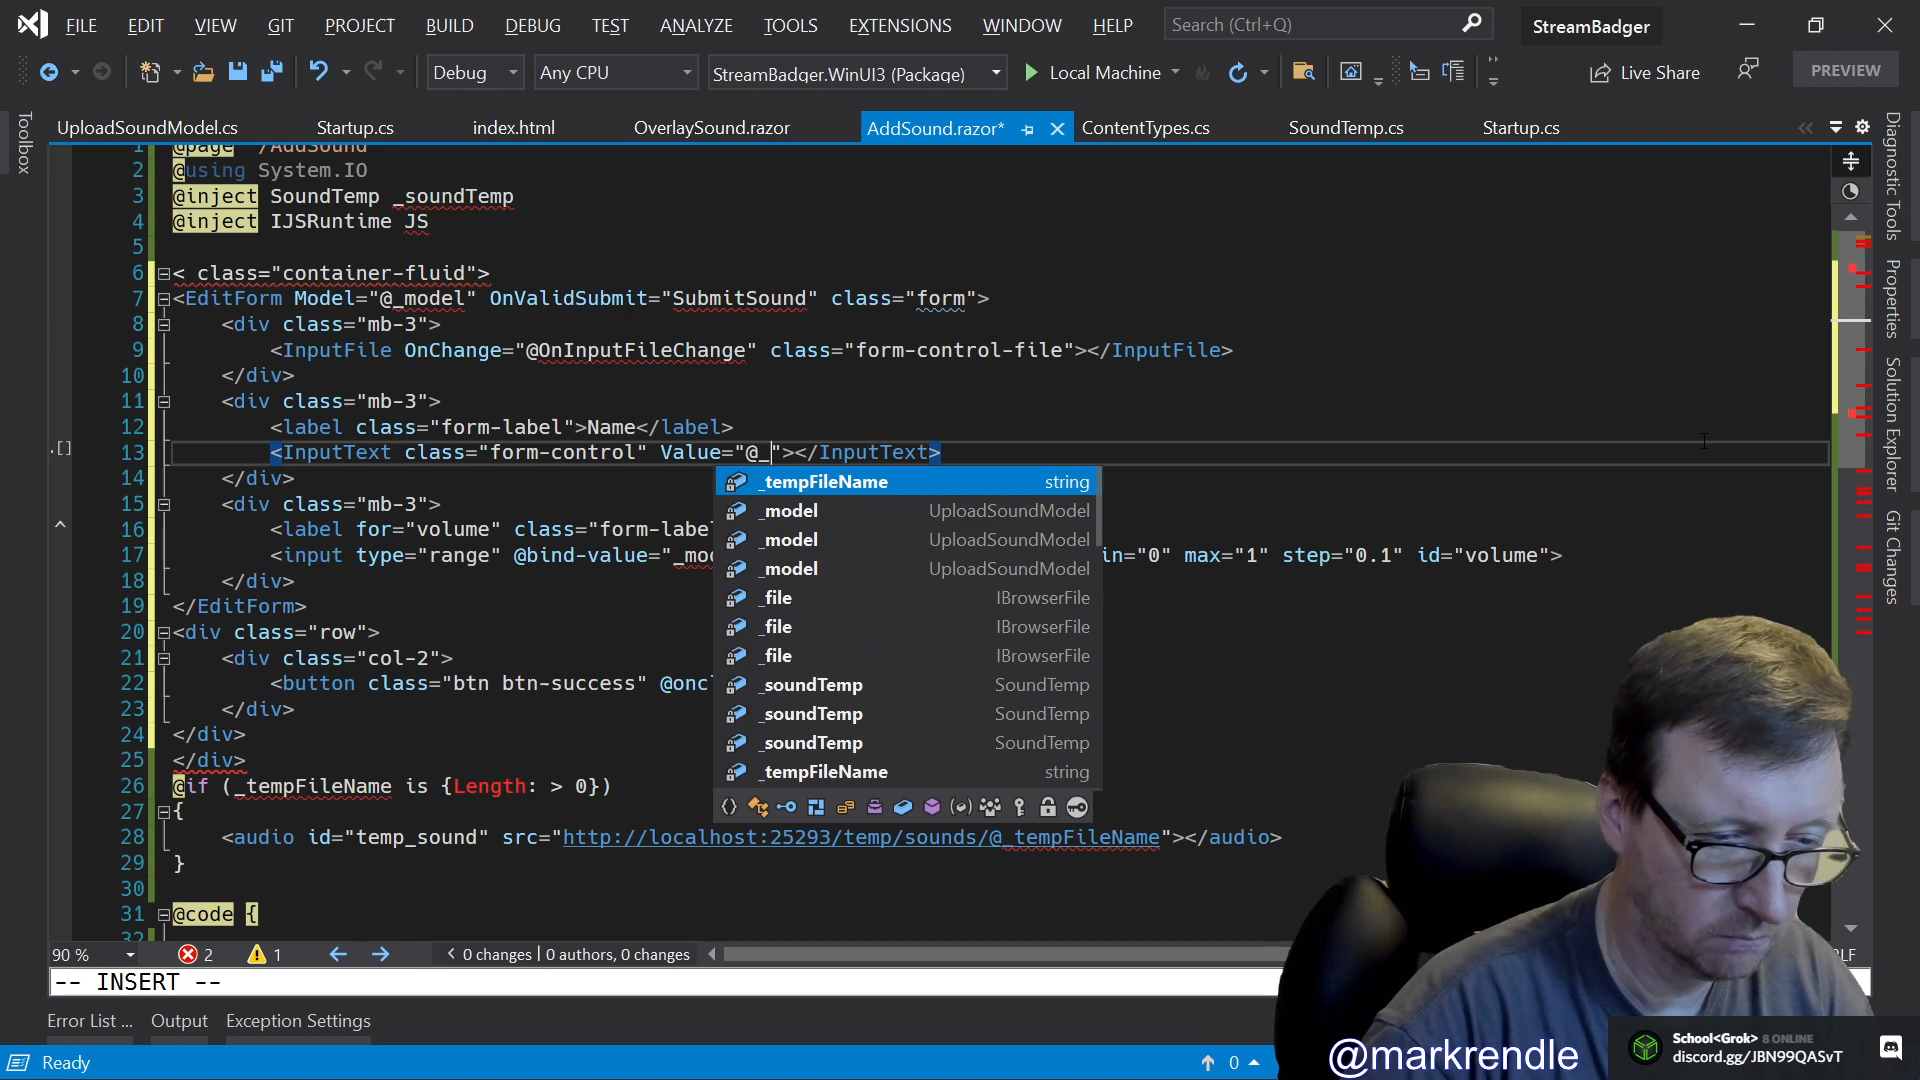 FILE EDIT VIEW GIT PROJECT BUILD DEBUG TEST ANALYZE TOOLS EXTENSIONS WINDOW HELP Search (Ctrl+Q) StreamBadger
Debug Any CPU StreamBadger.WinUI3 (Package) Local Machine Live Share PREVIEW
UploadSoundModel.cs Startup.cs index.html OverlaySound.razor AddSound.razor* ContentTypes.cs SoundTemp.cs Startup.cs
Toolbox
Diagnostic Tools
Properties
Solution Explorer
Git Changes
1 @page "/AddSound"
2 @using System.IO
3 @inject SoundTemp _soundTemp
4 @inject IJSRuntime JS
5
6 < class="container-fluid">
7 <EditForm Model="@_model" OnValidSubmit="SubmitSound" class="form">
8 <div class="mb-3">
9 <InputFile OnChange="@OnInputFileChange" class="form-control-file"></InputFile>
10 </div>
11 <div class="mb-3">
12 <label class="form-label">Name</label>
13 <InputText class="form-control" Value="@_"></InputText>
14 </div>
15 <div class="mb-3">
16 <label for="volume" class="form-labe
17 <input type="range" @bind-value="_mo in="0" max="1" step="0.1" id="volume">
18 </div>
19 </EditForm>
20 <div class="row">
21 <div class="col-2">
22 <button class="btn btn-success" @onc
23 </div>
24 </div>
25 </div>
26 @if (_tempFileName is {Length: > 0})
27 {
28 <audio id="temp_sound" src="http://localhost:25293/temp/sounds/@_tempFileName"></audio>
29 }
30
31 @code {
32
_tempFileName string
_model UploadSoundModel
_model UploadSoundModel
_model UploadSoundModel
_file IBrowserFile
_file IBrowserFile
_file IBrowserFile
_soundTemp SoundTemp
_soundTemp SoundTemp
_soundTemp SoundTemp
_tempFileName string
90 % 2 1 0 changes | 0 authors, 0 changes
-- INSERT --
Error List ... Output Exception Settings
Ready 0
@markrendle
School<Grok> 8 ONLINE
discord.gg/JBN99QASvT